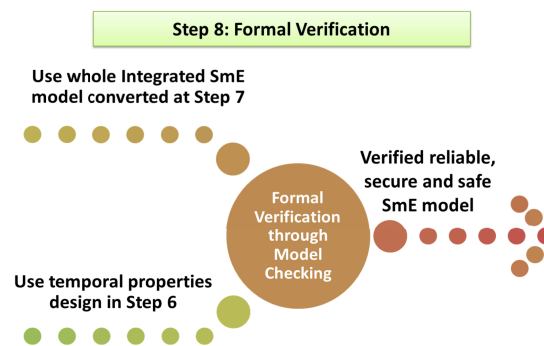 Step 8: Formal Verification
Use whole Integrated SmE
model converted at Step 7
Verified reliable,
secure and safe
SmE model
Formal
Verification
through
Model
Checking
Use temporal properties
design in Step 6